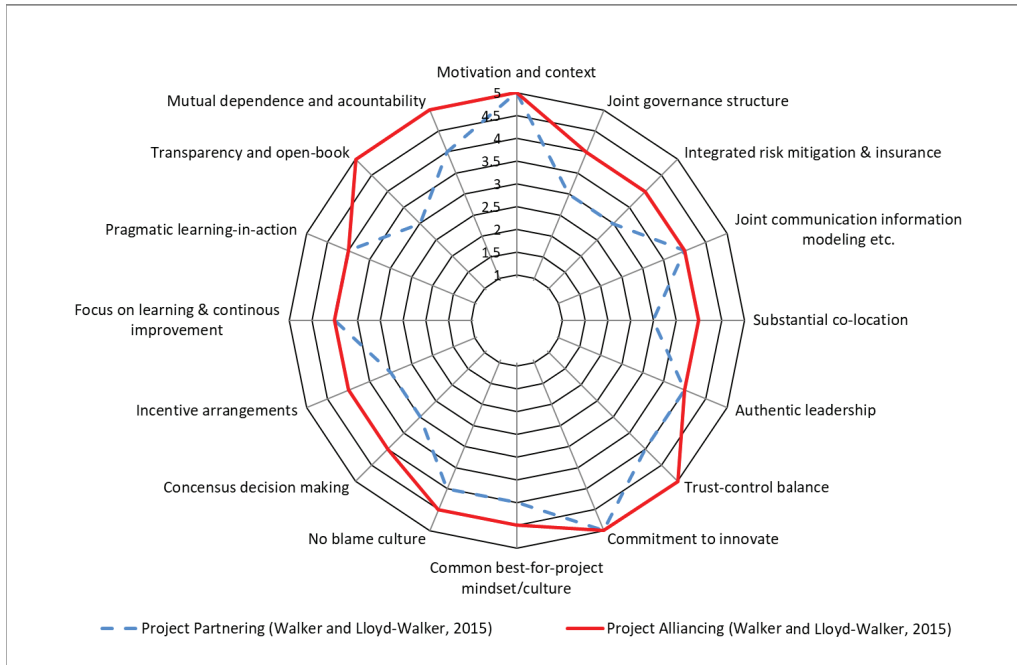 Motivation and context
Mutual dependence and acountability
Joint governance structure
Transparency and open-book
Integrated risk mitigation & insurance
Pragmatic learning-in-action
Joint communication information
modeling etc.
Focus on learning & continous
improvement
Substantial co-location
Incentive arrangements
Authentic leadership
Concensus decision making
Trust-control balance
No blame culture
Commitment to innovate
Common best-for-project
mindset/culture
5
4.5
4
3.5
3
2.5
2
1.5
1
Project Partnering (Walker and Lloyd-Walker, 2015)
Project Alliancing (Walker and Lloyd-Walker, 2015)